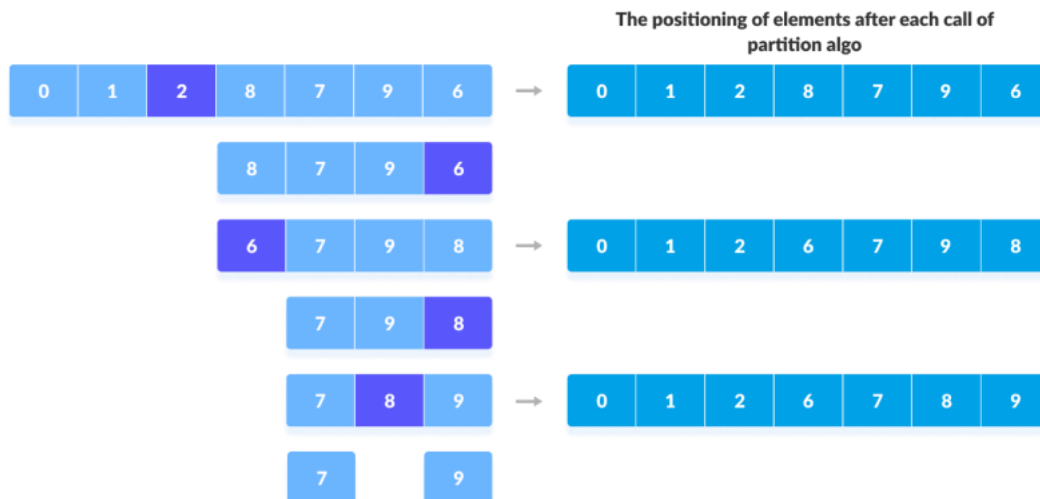 The positioning of elements after each call of
partition algo
0 1 2 8 7 9 6 → 0 1 2 8 7 9 6
8 7 9 6
6 7 9 8 → 0 1 2 6 7 9 8
7 9 8
7 8 9 → 0 1 2 6 7 8 9
7 9